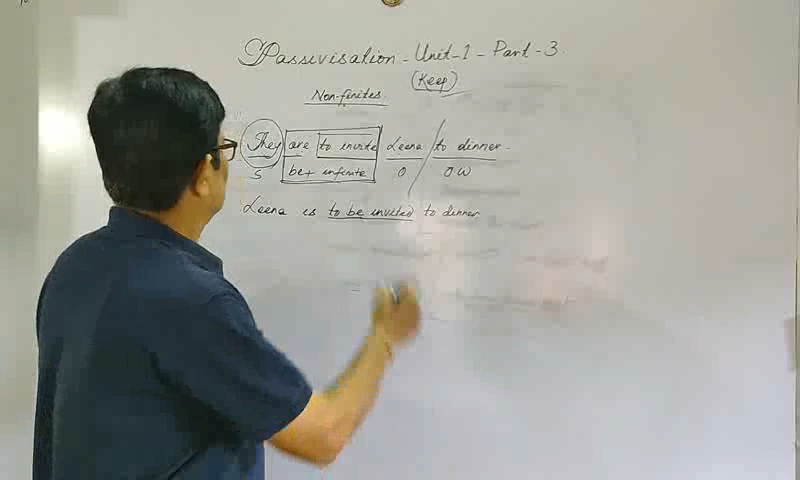 Passivisation - Unit - 1 - Part - 3.
(Keep)
Non-finites.
They are to invite Leena / to dinner.
S be + infinite O OW
Leena is to be invited to dinner